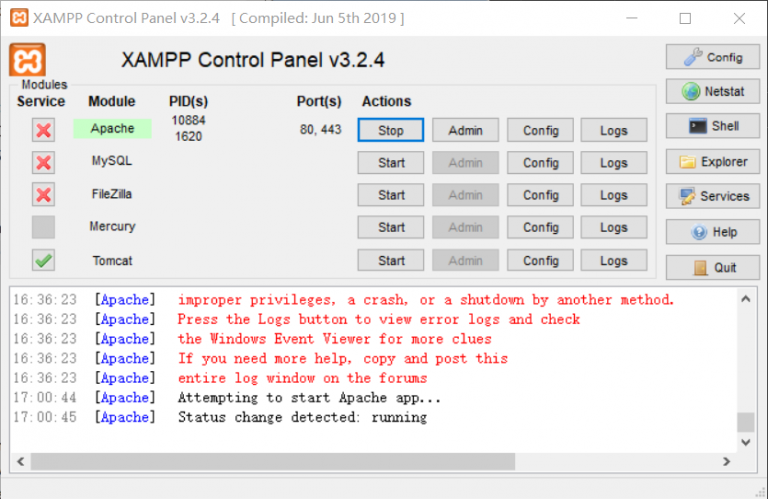 XAMPP Control Panel v3.2.4 [ Compiled: Jun 5th 2019 ]
XAMPP Control Panel v3.2.4
Config
Modules
Service Module PID(s) Port(s) Actions
Netstat
Apache 10884 1620 80, 443 Stop Admin Config Logs
Shell
MySQL Start Admin Config Logs
Explorer
FileZilla Start Admin Config Logs
Services
Mercury Start Admin Config Logs
Help
Tomcat Start Admin Config Logs
Quit
16:36:23 [Apache] improper privileges, a crash, or a shutdown by another method.
16:36:23 [Apache] Press the Logs button to view error logs and check
16:36:23 [Apache] the Windows Event Viewer for more clues
16:36:23 [Apache] If you need more help, copy and post this
16:36:23 [Apache] entire log window on the forums
17:00:44 [Apache] Attempting to start Apache app...
17:00:45 [Apache] Status change detected: running